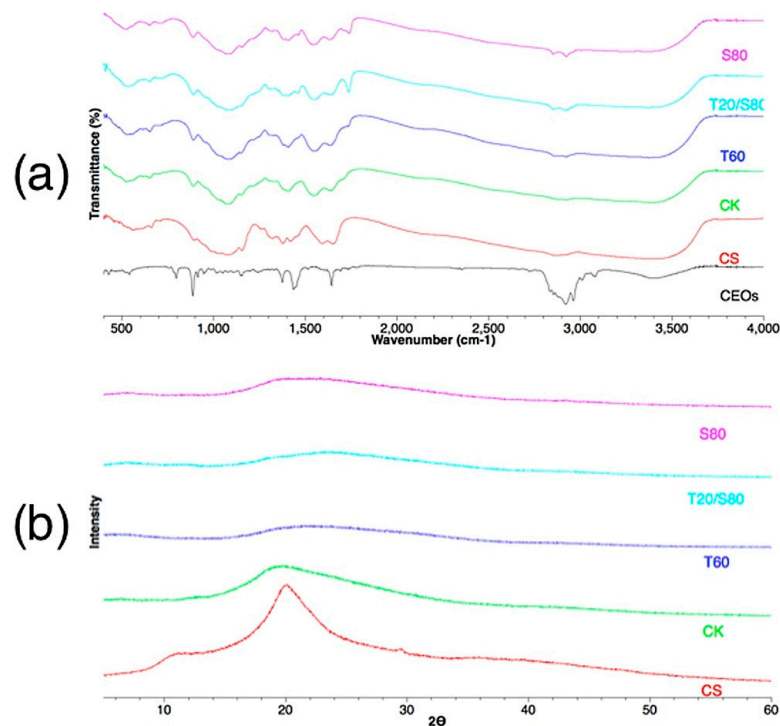 S80
T20/S80
T60
CK
CS
CEOs
Transmittance (%)
(a)
500 1,000 1,500 2,000 2,500 3,000 3,500 4,000
Wavenumber (cm-1)
S80
T20/S80
T60
CK
CS
Intensity
(b)
10 20 30 40 50 60
2Θ